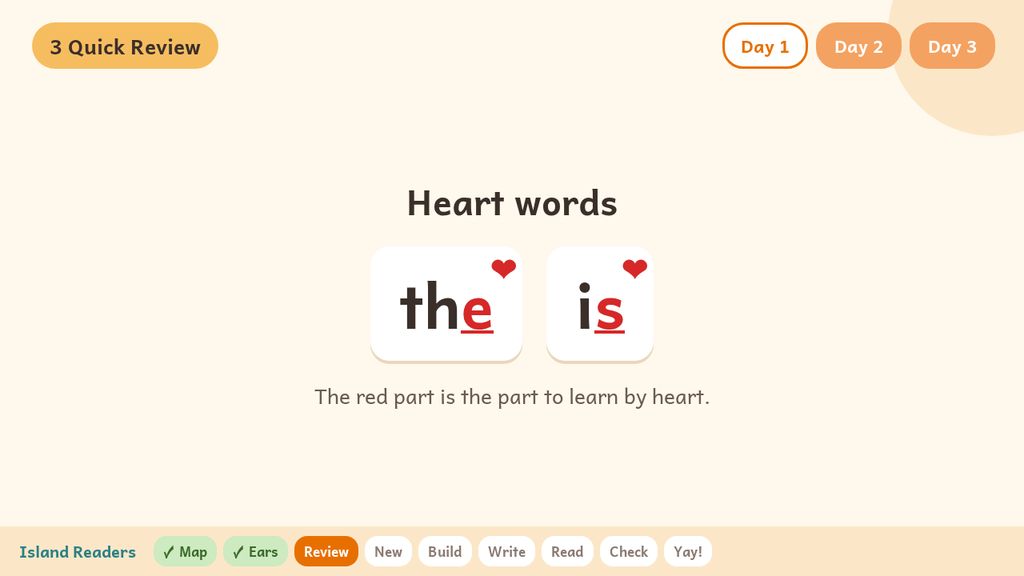 3 Quick Review
Day 1
Day 2
Day 3
Heart words
the ❤
is ❤
The red part is the part to learn by heart.
Island Readers
✓ Map
✓ Ears
Review
New
Build
Write
Read
Check
Yay!